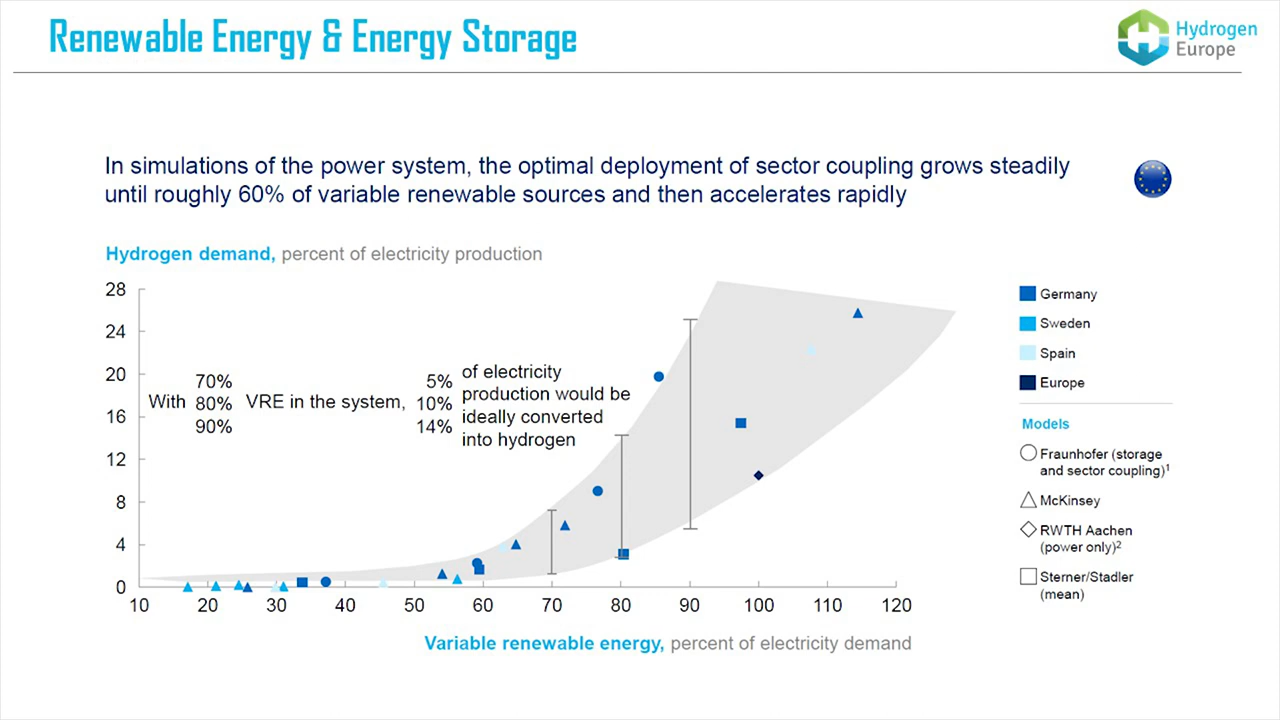 Renewable Energy & Energy Storage
Hydrogen
Europe
In simulations of the power system, the optimal deployment of sector coupling grows steadily
until roughly 60% of variable renewable sources and then accelerates rapidly
Hydrogen demand, percent of electricity production
28
24
20
16
12
8
4
0
With
70%
80%
90%
VRE in the system,
5%
10%
14%
of electricity
production would be
ideally converted
into hydrogen
10 20 30 40 50 60 70 80 90 100 110 120
Variable renewable energy, percent of electricity demand
Germany
Sweden
Spain
Europe
Models
Fraunhofer (storage
and sector coupling)¹
McKinsey
RWTH Aachen
(power only)²
Sterner/Stadler
(mean)